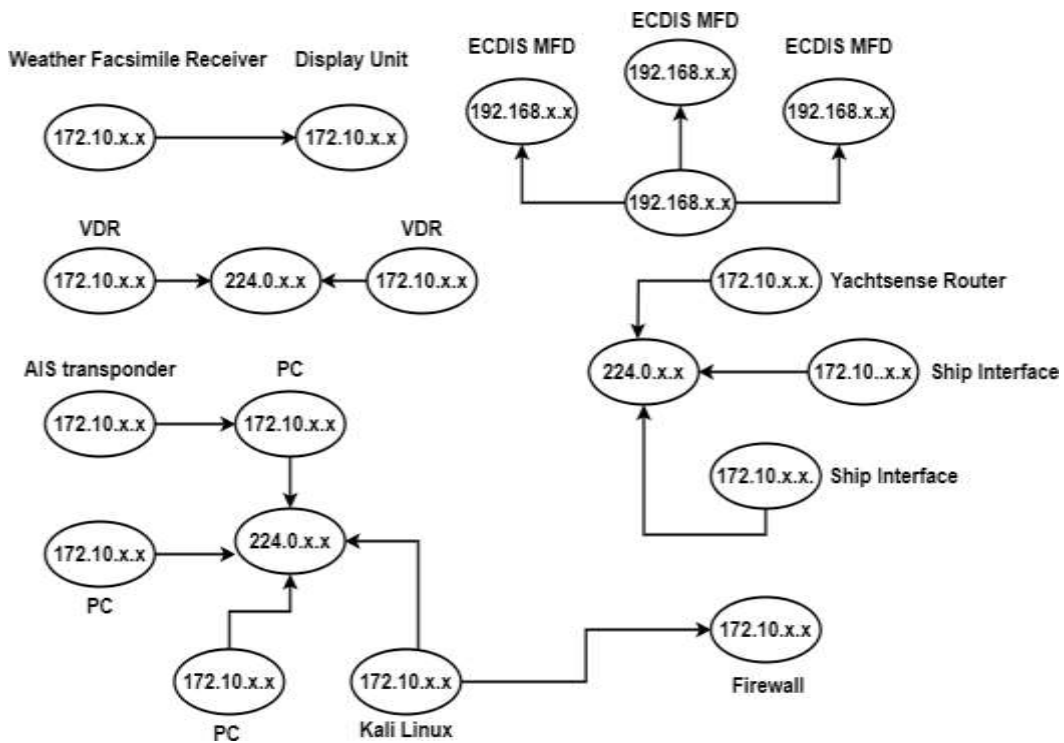 Weather Facsimile Receiver
Display Unit
172.10.x.x
172.10.x.x
ECDIS MFD
ECDIS MFD
ECDIS MFD
192.168.x.x
192.168.x.x
192.168.x.x
192.168.x.x
VDR
VDR
172.10.x.x
224.0.x.x
172.10.x.x
172.10.x.x.
Yachtsense Router
224.0.x.x
172.10..x.x
Ship Interface
172.10.x.x.
Ship Interface
AIS transponder
PC
172.10.x.x
172.10.x.x
172.10.x.x
224.0.x.x
PC
172.10.x.x
172.10.x.x
172.10.x.x
PC
Kali Linux
Firewall